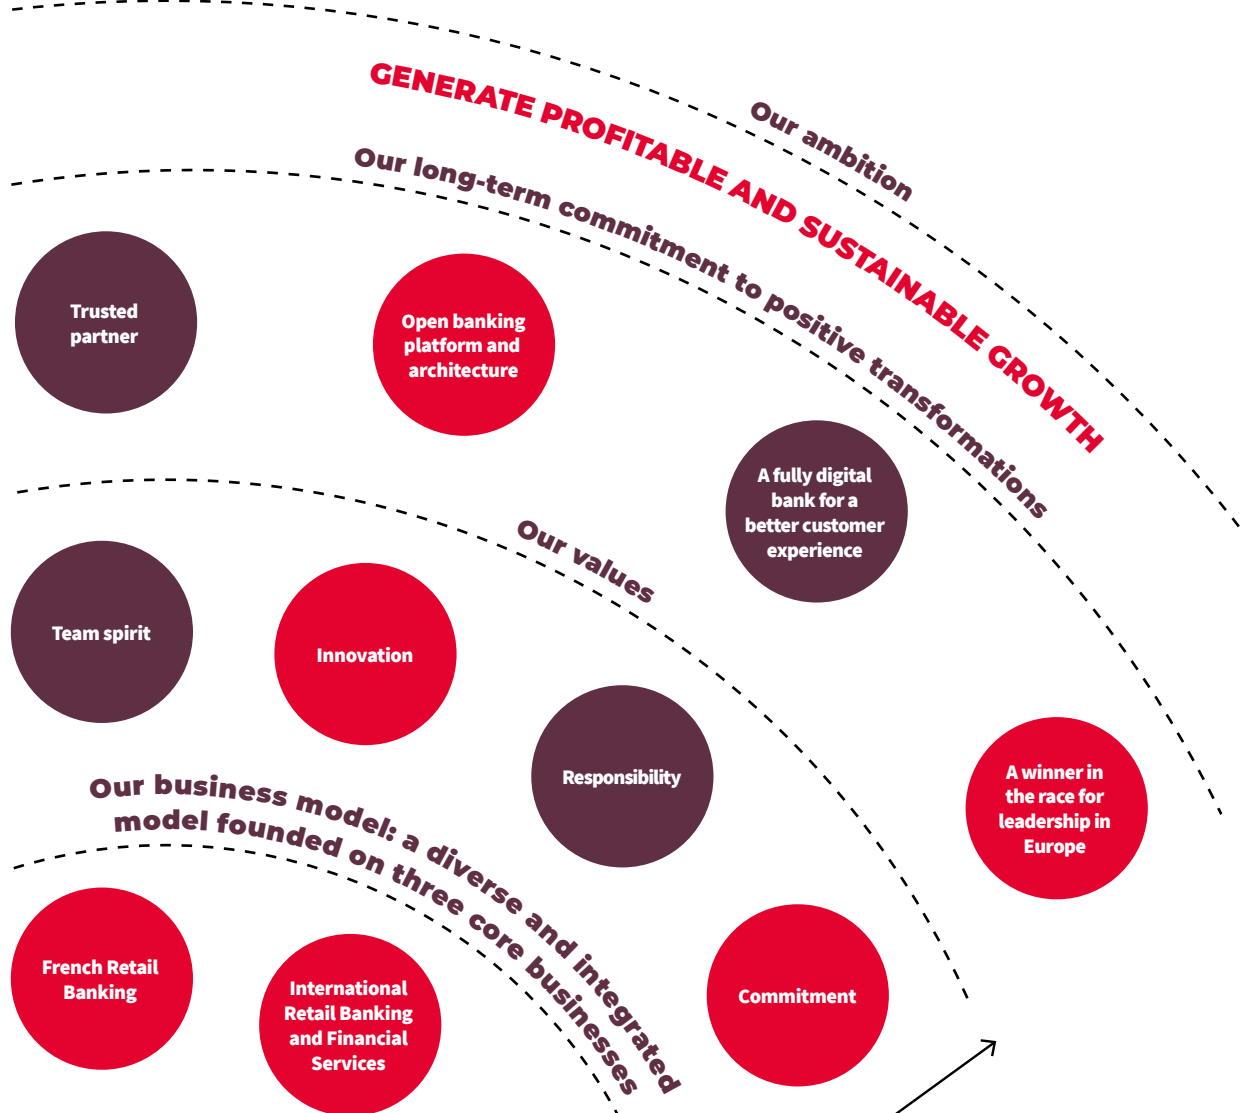 Our ambition
GENERATE PROFITABLE AND SUSTAINABLE GROWTH
Our long-term commitment to positive transformations
Trusted
partner
Open banking
platform and
architecture
A fully digital
bank for a
better customer
experience
A winner in
the race for
leadership in
Europe
Our values
Team spirit
Innovation
Responsibility
Commitment
Our business model: a diverse and integrated
model founded on three core businesses
French Retail
Banking
International
Retail Banking
and Financial
Services